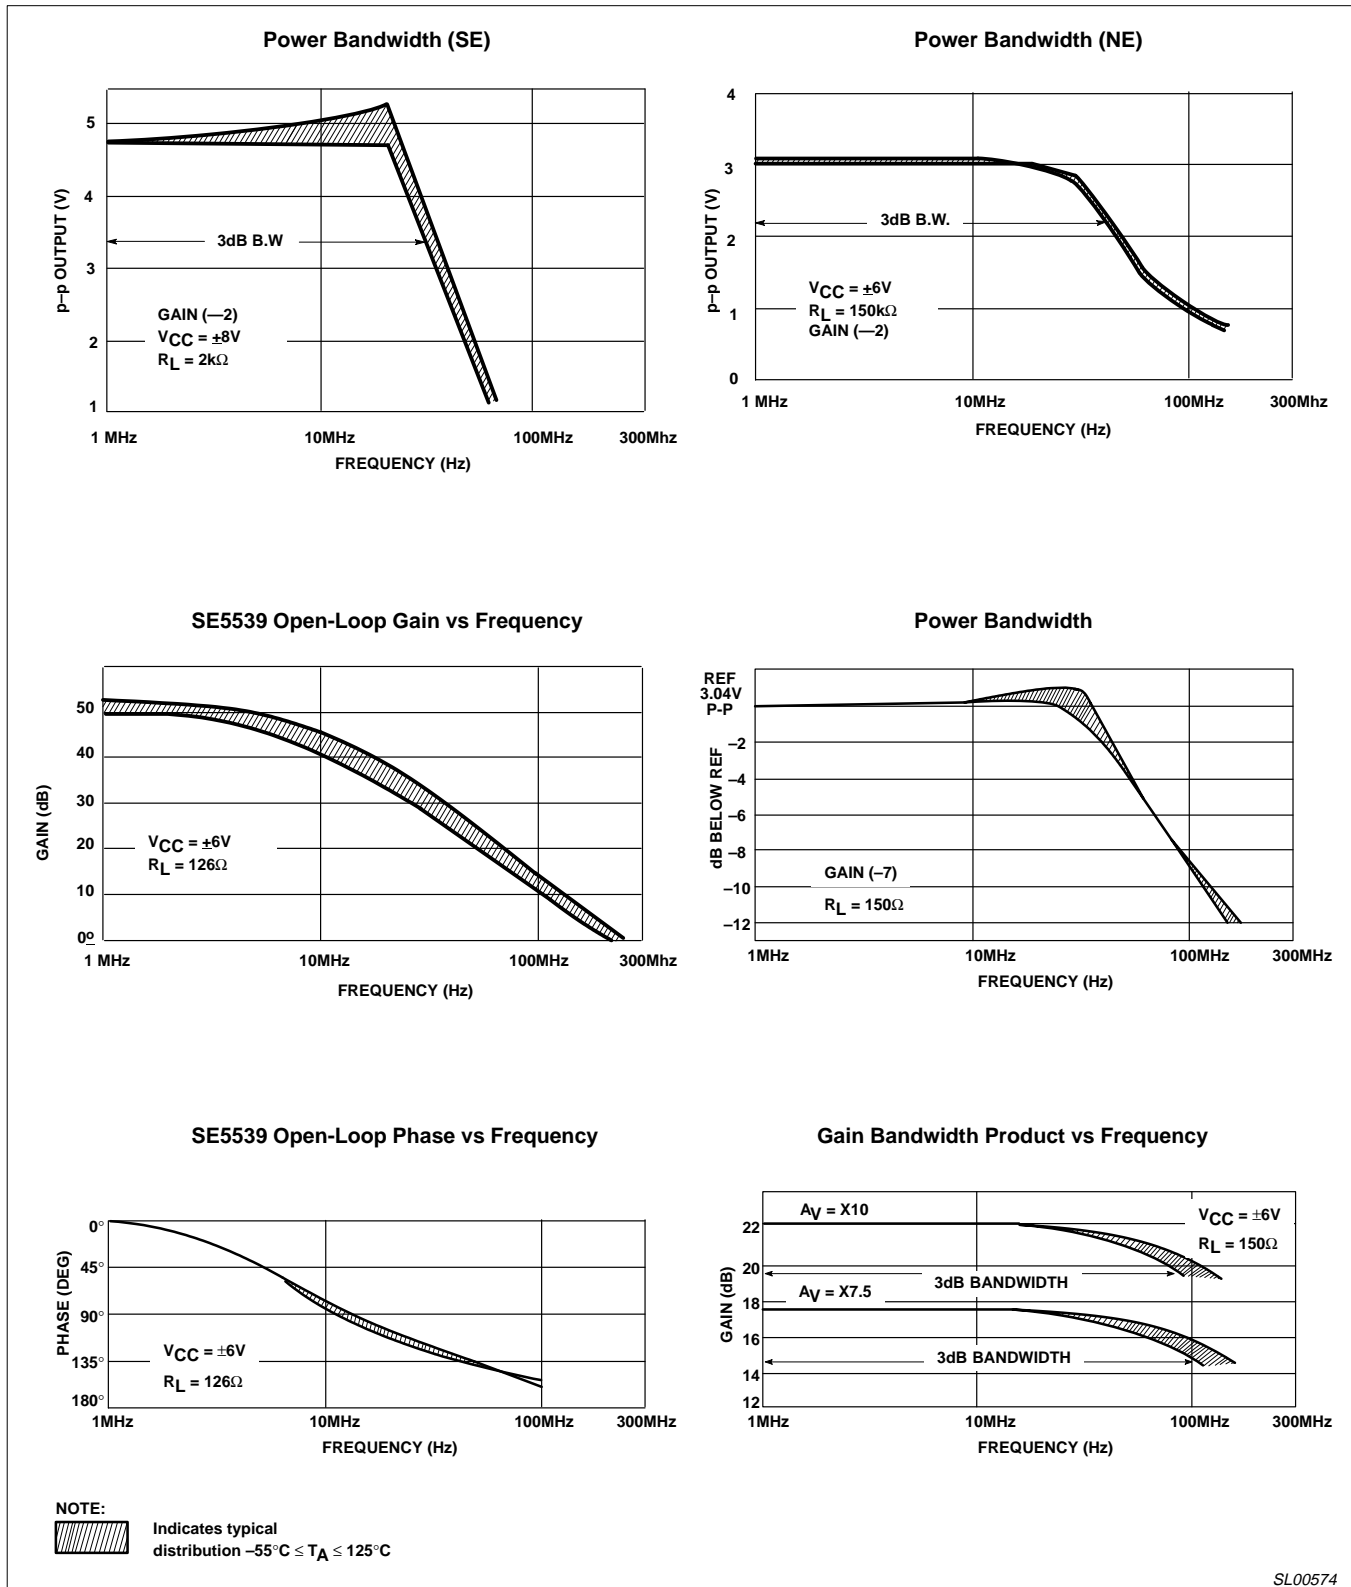 Power Bandwidth (SE)
p–p OUTPUT (V)
5
4
3
2
1
3dB B.W
GAIN (—2)
VCC = ±8V
RL = 2kΩ
1 MHz 10MHz 100MHz 300Mhz
FREQUENCY (Hz)
Power Bandwidth (NE)
p–p OUTPUT (V)
4
3
2
1
0
3dB B.W.
VCC = ±6V
RL = 150kΩ
GAIN (—2)
1 MHz 10MHz 100MHz 300Mhz
FREQUENCY (Hz)
SE5539 Open-Loop Gain vs Frequency
GAIN (dB)
50
40
30
20
10
0º
VCC = ±6V
RL = 126Ω
1 MHz 10MHz 100MHz 300Mhz
FREQUENCY (Hz)
Power Bandwidth
REF
3.04V
P-P
dB BELOW REF
–2
–4
–6
–8
–10
–12
GAIN (–7)
RL = 150Ω
1MHz 10MHz 100MHz 300MHz
FREQUENCY (Hz)
SE5539 Open-Loop Phase vs Frequency
PHASE (DEG)
0°
45°
90°
135°
180°
VCC = ±6V
RL = 126Ω
1MHz 10MHz 100MHz 300MHz
FREQUENCY (Hz)
Gain Bandwidth Product vs Frequency
GAIN (dB)
22
20
18
16
14
12
AV = X10
VCC = ±6V
RL = 150Ω
3dB BANDWIDTH
AV = X7.5
3dB BANDWIDTH
1MHz 10MHz 100MHz 300MHz
FREQUENCY (Hz)
NOTE:
Indicates typical
distribution –55°C ≤ TA ≤ 125°C
SL00574